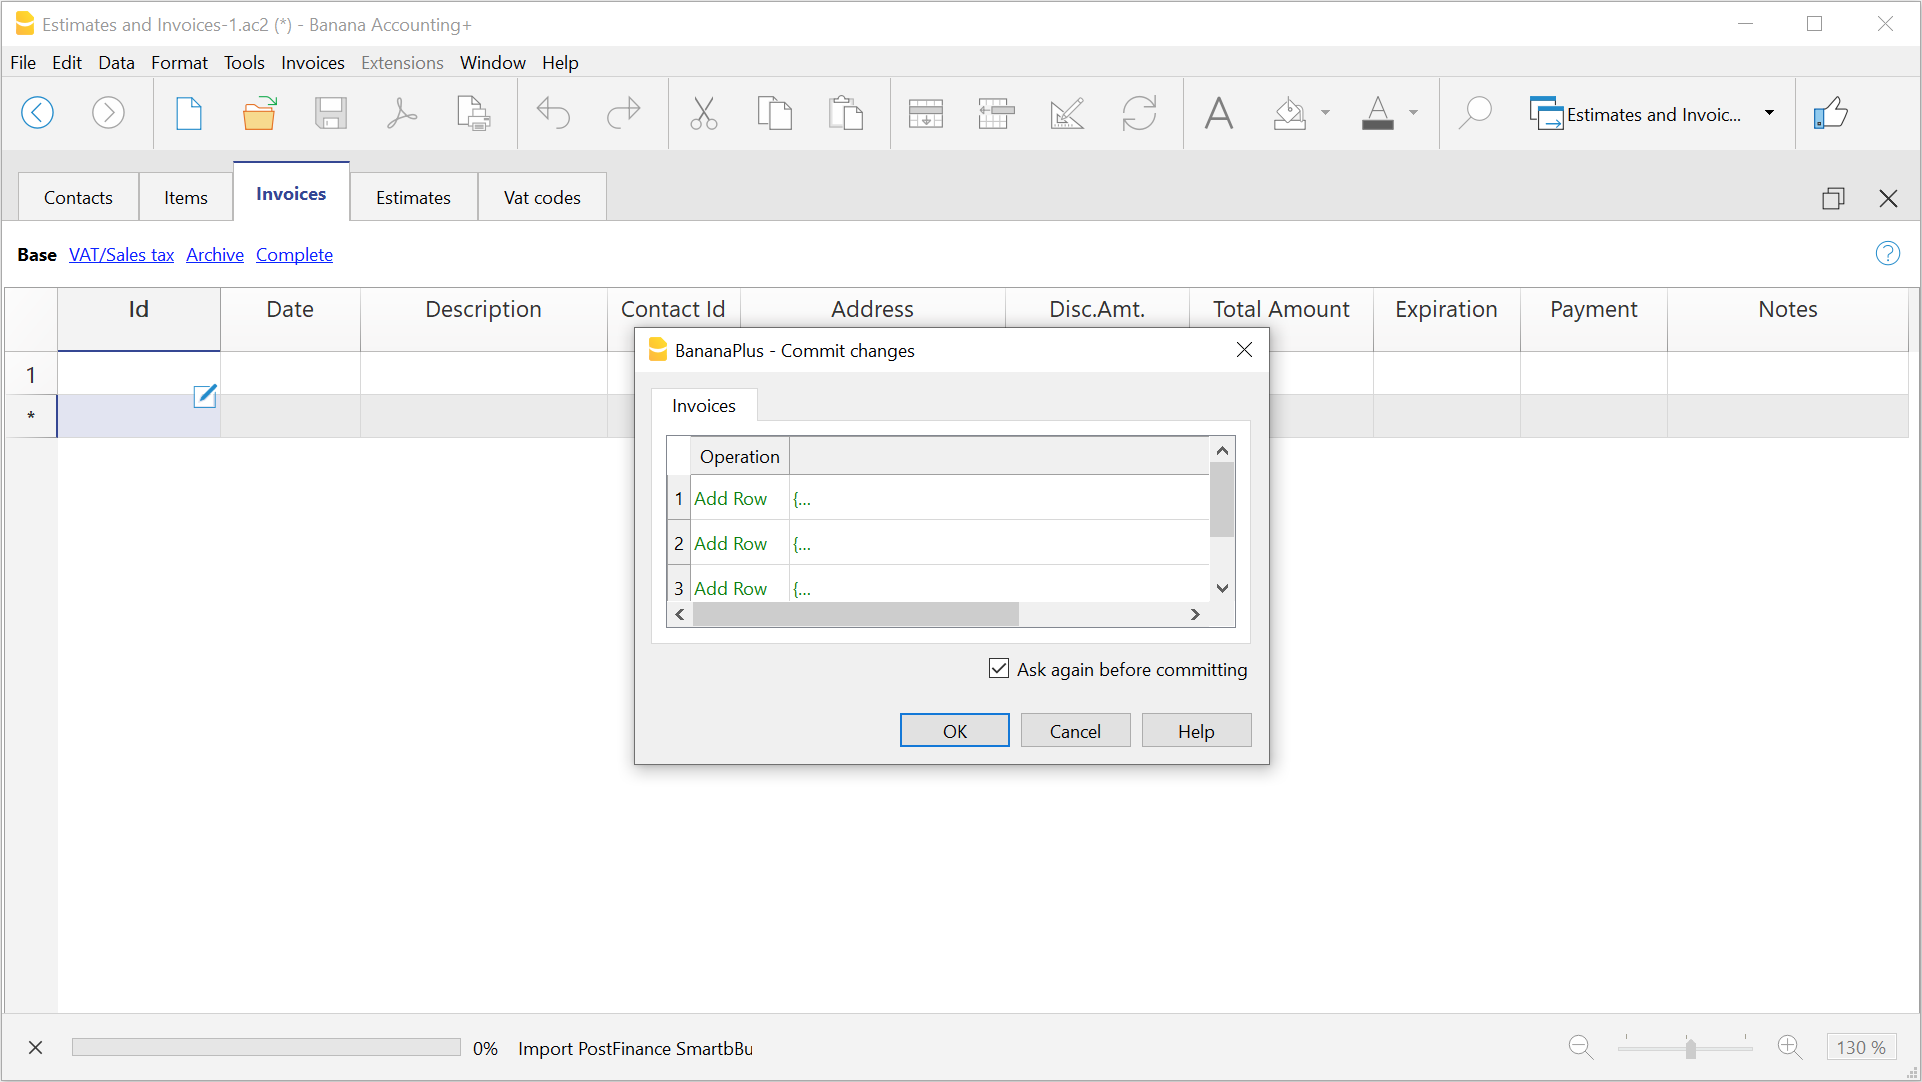 Estimates and Invoices-1.ac2 (*) - Banana Accounting+
File Edit Data Format Tools Invoices Extensions Window Help
Estimates and Invoic...
Contacts Items Invoices Estimates Vat codes
Base VAT/Sales tax Archive Complete
Id Date Description Contact Id Address Disc.Amt. Total Amount Expiration Payment Notes
1
*
BananaPlus - Commit changes
Invoices
Operation
1 Add Row {...
2 Add Row {...
3 Add Row {...
Ask again before committing
OK Cancel Help
0% Import PostFinance SmartbBu
130 %